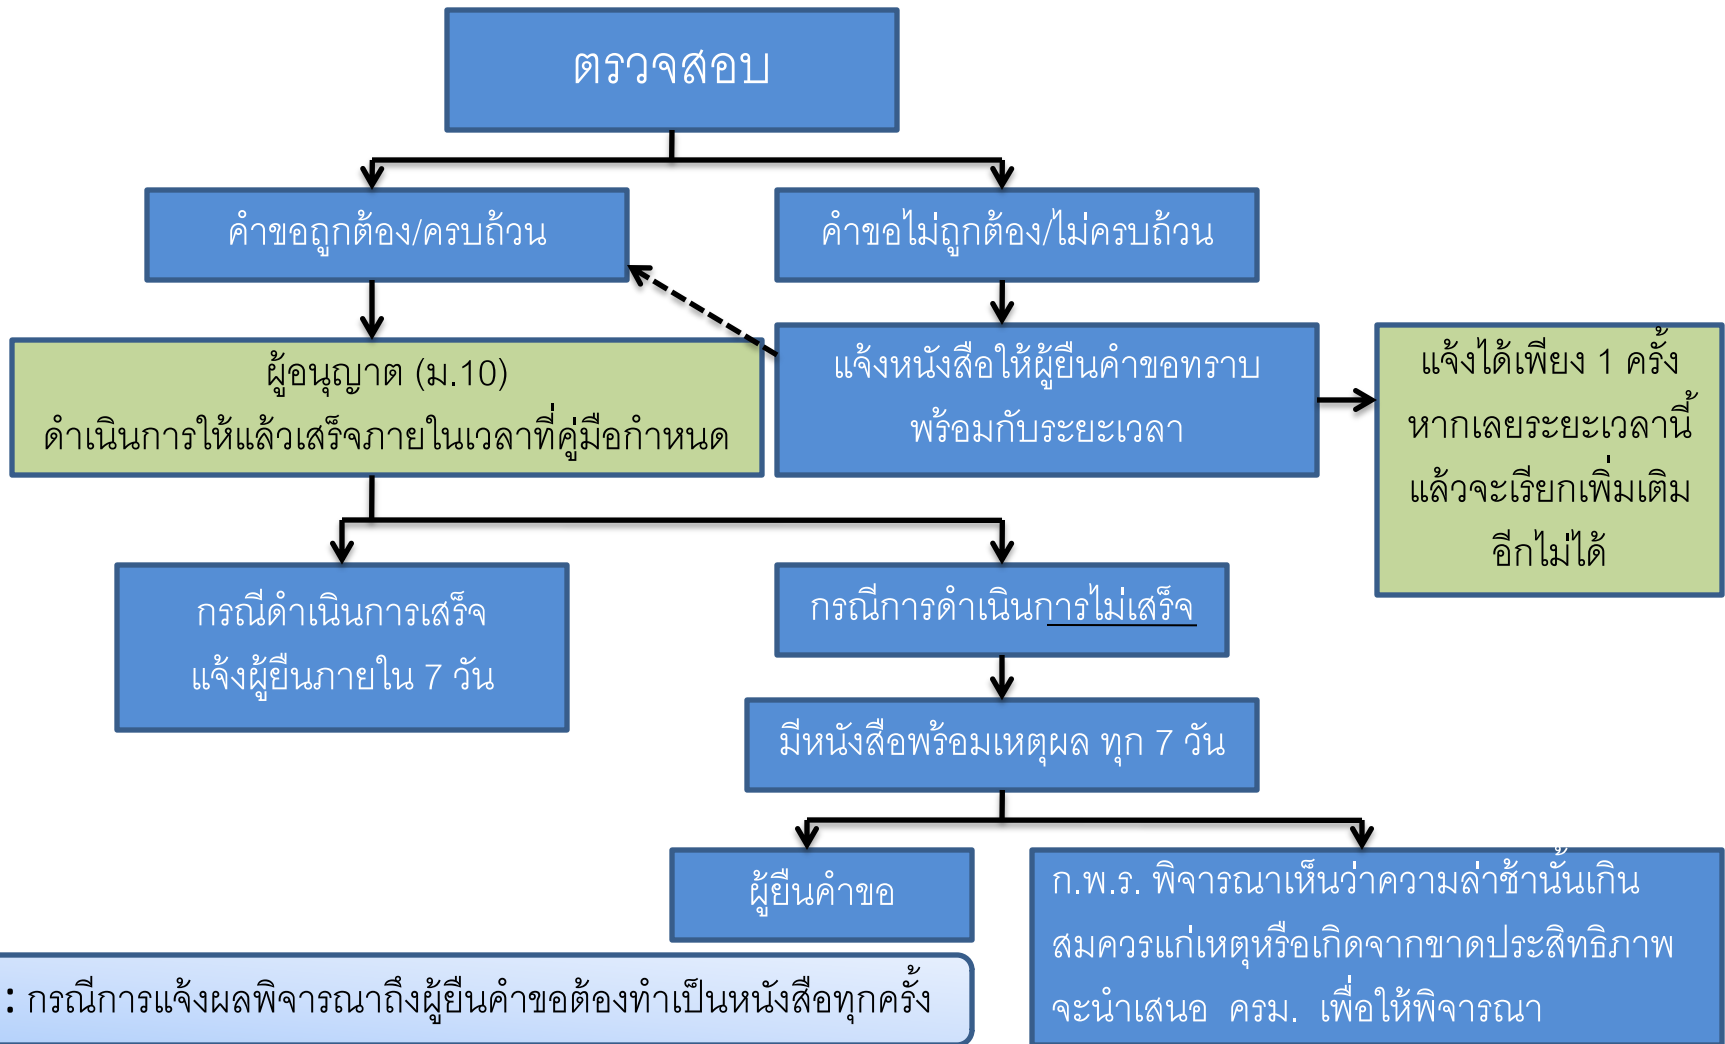 ตรวจสอบ
คำขอถูกต้อง/ครบถ้วน
คำขอไม่ถูกต้อง/ไม่ครบถ้วน
ผู้อนุญาต (ม.10)
ดำเนินการให้แล้วเสร็จภายในเวลาที่คู่มือกำหนด
แจ้งหนังสือให้ผู้ยืนคำขอทราบ
พร้อมกับระยะเวลา
แจ้งได้เพียง 1 ครั้ง
หากเลยระยะเวลานี้
แล้วจะเรียกเพิ่มเติม
อีกไม่ได้
กรณีดำเนินการเสร็จ
แจ้งผู้ยืนภายใน 7 วัน
กรณีการดำเนินการไม่เสร็จ
มีหนังสือพร้อมเหตุผล ทุก 7 วัน
ผู้ยืนคำขอ
ก.พ.ร. พิจารณาเห็นว่าความล่าช้านั้นเกิน
สมควรแก่เหตุหรือเกิดจากขาดประสิทธิภาพ
จะนำเสนอ ครม. เพื่อให้พิจารณา
: กรณีการแจ้งผลพิจารณาถึงผู้ยืนคำขอต้องทำเป็นหนังสือทุกครั้ง